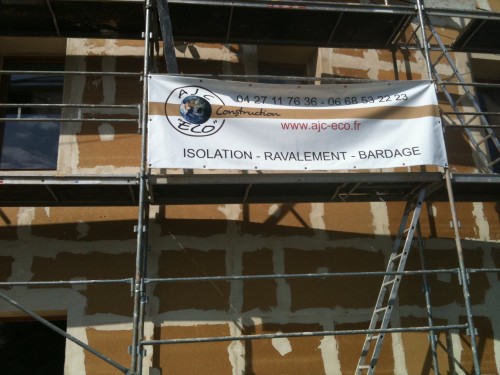 AJC
"ECO"
Construction
04 27 11 76 36 - 06 68 53 22 23
www.ajc-eco.fr
ISOLATION - RAVALEMENT - BARDAGE